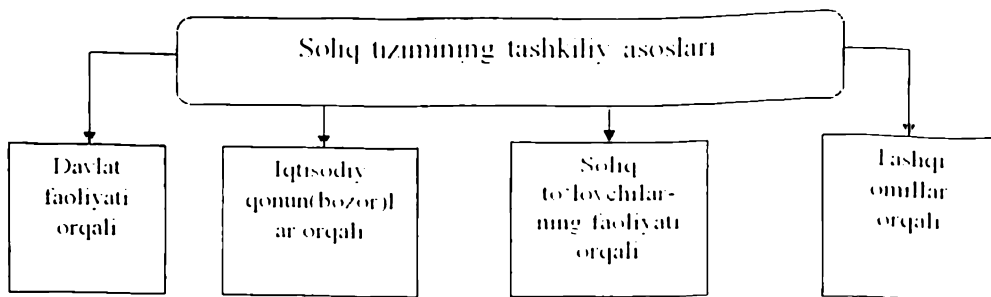 Soliq tizimining tashkiliy asoslari
Davlat
faoliyati
orqali
Iqtisodiy
qonun(bozor)l
ar orqali
Soliq
to‘lovchilar-
ning faoliyati
orqali
Tashqi
omillar
orqali